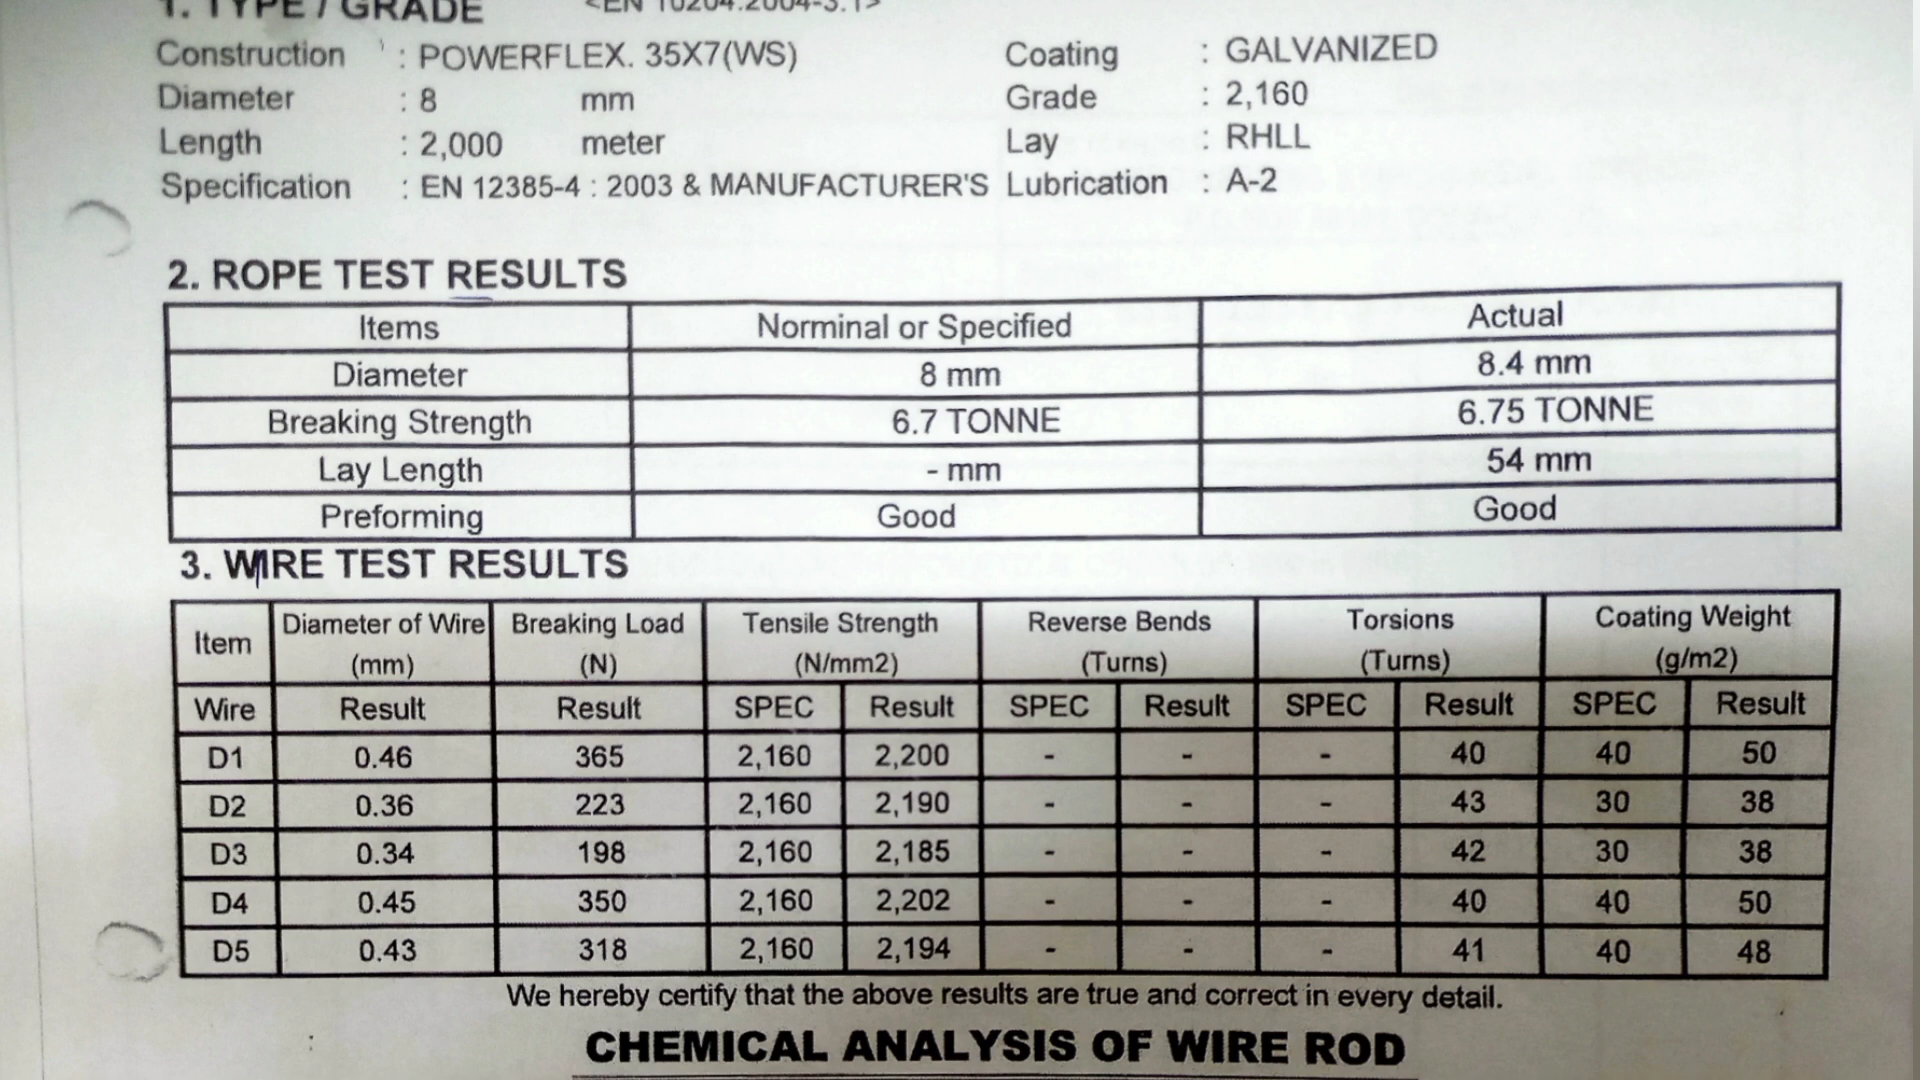 1. TYPE / GRADE <EN 10204:2004-3.1>
Construction : POWERFLEX. 35X7(WS) Coating : GALVANIZED
Diameter : 8 mm Grade : 2,160
Length : 2,000 meter Lay : RHLL
Specification : EN 12385-4 : 2003 & MANUFACTURER'S Lubrication : A-2
2. ROPE TEST RESULTS
Items Norminal or Specified Actual
Diameter 8 mm 8.4 mm
Breaking Strength 6.7 TONNE 6.75 TONNE
Lay Length - mm 54 mm
Preforming Good Good
3. WIRE TEST RESULTS
Item Diameter of Wire Breaking Load Tensile Strength Reverse Bends Torsions Coating Weight
(mm) (N) (N/mm2) (Turns) (Turns) (g/m2)
Wire Result Result SPEC Result SPEC Result SPEC Result SPEC Result
D1 0.46 365 2,160 2,200 - - - 40 40 50
D2 0.36 223 2,160 2,190 - - - 43 30 38
D3 0.34 198 2,160 2,185 - - - 42 30 38
D4 0.45 350 2,160 2,202 - - - 40 40 50
D5 0.43 318 2,160 2,194 - - - 41 40 48
We hereby certify that the above results are true and correct in every detail.
CHEMICAL ANALYSIS OF WIRE ROD